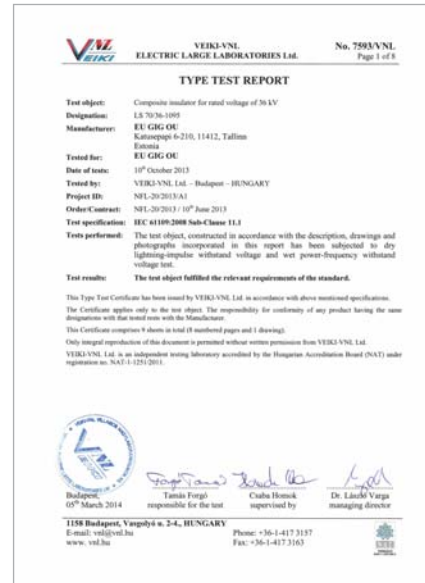 VNL
VEIKI
VEIKI-VNL
ELECTRIC LARGE LABORATORIES Ltd.
No. 7593/VNL
Page 1 of 8
TYPE TEST REPORT
Test object: Composite insulator for rated voltage of 36 kV
Designation: LS 70/36-1095
Manufacturer: EU GIG OU
Katusepapi 6-210, 11412, Tallinn
Estonia
Tested for: EU GIG OU
Date of tests: 10th October 2013
Tested by: VEIKI-VNL Ltd. – Budapest – HUNGARY
Project ID: NFL-20/2013/A1
Order/Contract: NFL-20/2013 / 10th June 2013
Test specification: IEC 61109:2008 Sub-Clause 11.1
Tests performed: The test object, constructed in accordance with the description, drawings and
photographs incorporated in this report has been subjected to dry
lightning-impulse withstand voltage and wet power-frequency withstand
voltage test.
Test results: The test object fulfilled the relevant requirements of the standard.
This Type Test Certificate has been issued by VEIKI-VNL Ltd. in accordance with above mentioned specifications.
The Certificate applies only to the test object. The responsibility for conformity of any product having the same
designations with that tested rests with the Manufacturer.
This Certificate comprises 9 sheets in total (8 numbered pages and 1 drawing).
Only integral reproduction of this document is permitted without written permission from VEIKI-VNL Ltd.
VEIKI-VNL Ltd. is an independent testing laboratory accredited by the Hungarian Accreditation Board (NAT) under
registration no. NAT-1-1251/2011.
Budapest,
05th March 2014
Tamás Forgó
responsible for the test
Csaba Homok
supervised by
Dr. László Varga
managing director
1158 Budapest, Vasgolyó u. 2-4., HUNGARY
E-mail: vnl@vnl.hu
www. vnl.hu
Phone: +36-1-417 3157
Fax: +36-1-417 3163